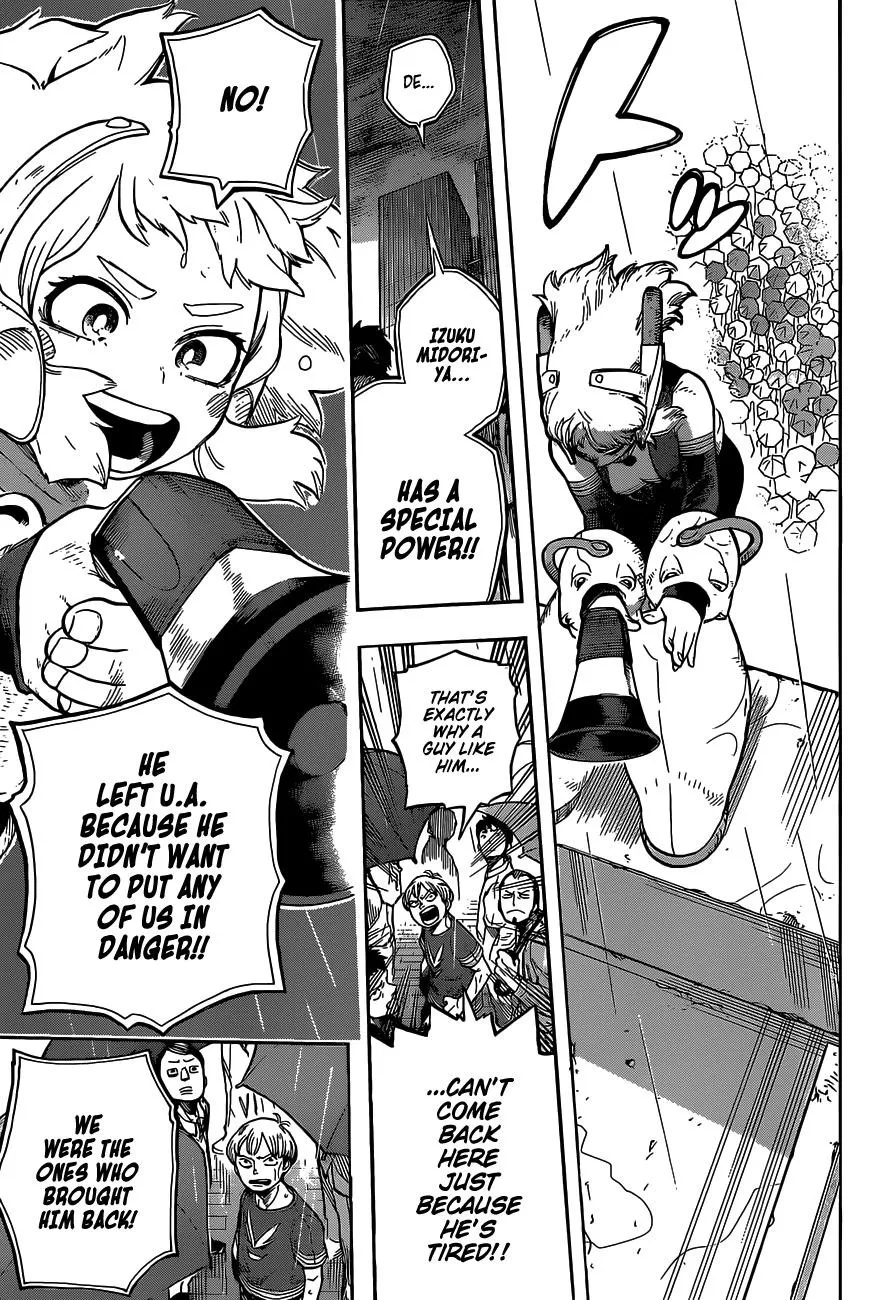 ト
DE...
IZUKU
MIDORI-
YA...
HAS A
SPECIAL
POWER!!
THAT'S
EXACTLY
WHY A
GUY LIKE
HIM...
...CAN'T
COME
BACK
HERE
JUST
BECAUSE
HE'S
TIRED!!
NO!
HE
LEFT U.A.
BECAUSE HE
DIDN'T WANT
TO PUT ANY
OF US IN
DANGER!!
WE
WERE THE
ONES WHO
BROUGHT
HIM BACK!